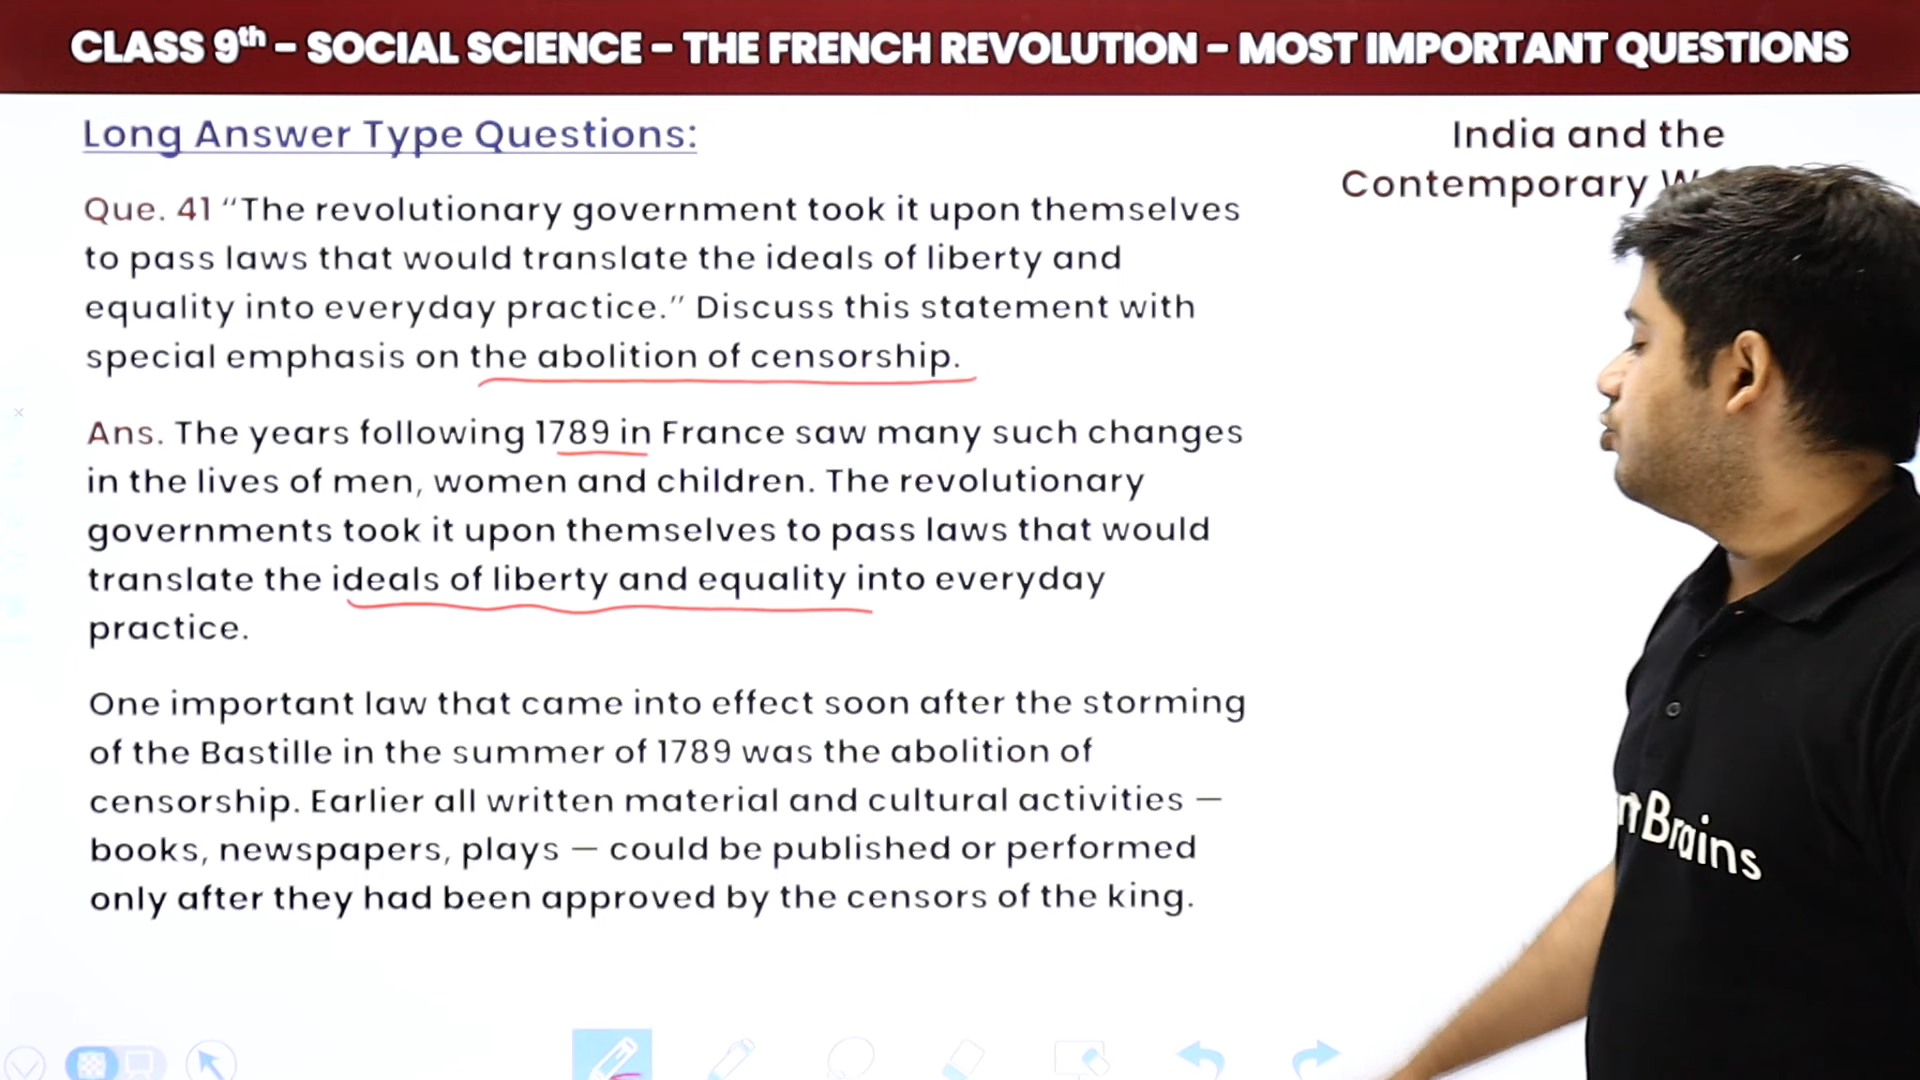 CLASS 9th – SOCIAL SCIENCE – THE FRENCH REVOLUTION – MOST IMPORTANT QUESTIONS
Long Answer Type Questions:
India and the
Contemporary
Que. 41 “The revolutionary government took it upon themselves
to pass laws that would translate the ideals of liberty and
equality into everyday practice.” Discuss this statement with
special emphasis on the abolition of censorship.
Ans. The years following 1789 in France saw many such changes
in the lives of men, women and children. The revolutionary
governments took it upon themselves to pass laws that would
translate the ideals of liberty and equality into everyday
practice.
One important law that came into effect soon after the storming
of the Bastille in the summer of 1789 was the abolition of
censorship. Earlier all written material and cultural activities —
books, newspapers, plays — could be published or performed
only after they had been approved by the censors of the king.
Brains